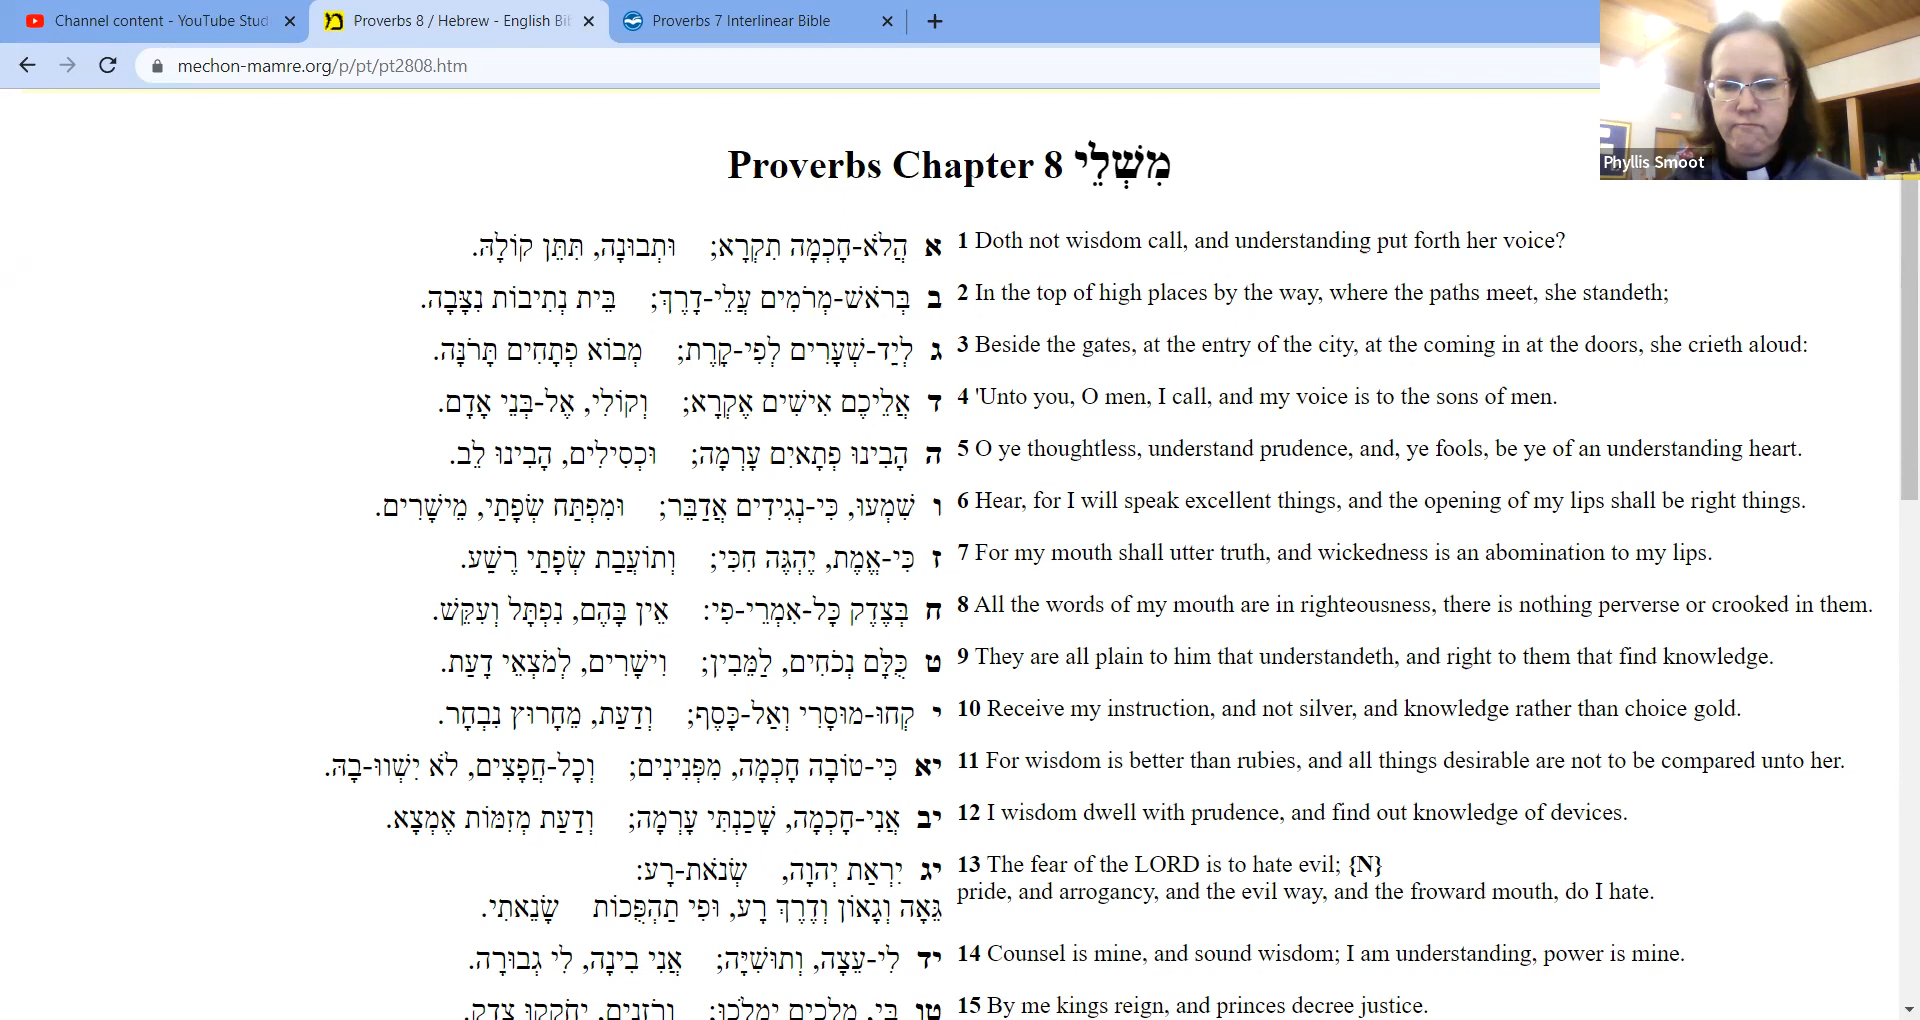 Channel content - YouTube Stud
Proverbs 8 / Hebrew - English Bi
Proverbs 7 Interlinear Bible
mechon-mamre.org/p/pt/pt2808.htm
Phyllis Smoot
Proverbs Chapter 8 מִשְׁלֵי
א הֲלֹא-חָכְמָה תִקְרָא; וּתְבוּנָה, תִּתֵּן קוֹלָהּ.
1 Doth not wisdom call, and understanding put forth her voice?
ב בְּרֹאשׁ-מְרֹמִים עֲלֵי-דָרֶךְ; בֵּית נְתִיבוֹת נִצָּבָה.
2 In the top of high places by the way, where the paths meet, she standeth;
ג לְיַד-שְׁעָרִים לְפִי-קָרֶת; מְבוֹא פְתָחִים תָּרֹנָּה.
3 Beside the gates, at the entry of the city, at the coming in at the doors, she crieth aloud:
ד אֲלֵיכֶם אִישִׁים אֶקְרָא; וְקוֹלִי, אֶל-בְּנֵי אָדָם.
4 'Unto you, O men, I call, and my voice is to the sons of men.
ה הָבִינוּ פְתָאיִם עָרְמָה; וּכְסִילִים, הָבִינוּ לֵב.
5 O ye thoughtless, understand prudence, and, ye fools, be ye of an understanding heart.
ו שִׁמְעוּ, כִּי-נְגִידִים אֲדַבֵּר; וּמִפְתַּח שְׂפָתַי, מֵישָׁרִים.
6 Hear, for I will speak excellent things, and the opening of my lips shall be right things.
ז כִּי-אֱמֶת, יֶהְגֶּה חִכִּי; וְתוֹעֲבַת שְׂפָתַי רֶשַׁע.
7 For my mouth shall utter truth, and wickedness is an abomination to my lips.
ח בְּצֶדֶק כָּל-אִמְרֵי-פִי: אֵין בָּהֶם, נִפְתָּל וְעִקֵּשׁ.
8 All the words of my mouth are in righteousness, there is nothing perverse or crooked in them.
ט כֻּלָּם נְכֹחִים, לַמֵּבִין; וִישָׁרִים, לְמֹצְאֵי דָעַת.
9 They are all plain to him that understandeth, and right to them that find knowledge.
י קְחוּ-מוּסָרִי וְאַל-כָּסֶף; וְדַעַת, מֵחָרוּץ נִבְחָר.
10 Receive my instruction, and not silver, and knowledge rather than choice gold.
יא כִּי-טוֹבָה חָכְמָה, מִפְּנִינִים; וְכָל-חֲפָצִים, לֹא יִשְׁווּ-בָהּ.
11 For wisdom is better than rubies, and all things desirable are not to be compared unto her.
יב אֲנִי-חָכְמָה, שָׁכַנְתִּי עָרְמָה; וְדַעַת מְזִמּוֹת אֶמְצָא.
12 I wisdom dwell with prudence, and find out knowledge of devices.
יג יִרְאַת יְהוָה, שְׂנֹאת-רָע:
גֵּאָה וְגָאוֹן וְדֶרֶךְ רָע, וּפִי תַהְפֻּכוֹת שָׂנֵאתִי.
13 The fear of the LORD is to hate evil; {N}
pride, and arrogancy, and the evil way, and the froward mouth, do I hate.
יד לִי-עֵצָה, וְתוּשִׁיָּה; אֲנִי בִינָה, לִי גְבוּרָה.
14 Counsel is mine, and sound wisdom; I am understanding, power is mine.
טו בִּי, מְלָכִים יִמְלֹכוּ; וְרֹזְנִים, יְחֹקְקוּ צֶדֶק.
15 By me kings reign, and princes decree justice.